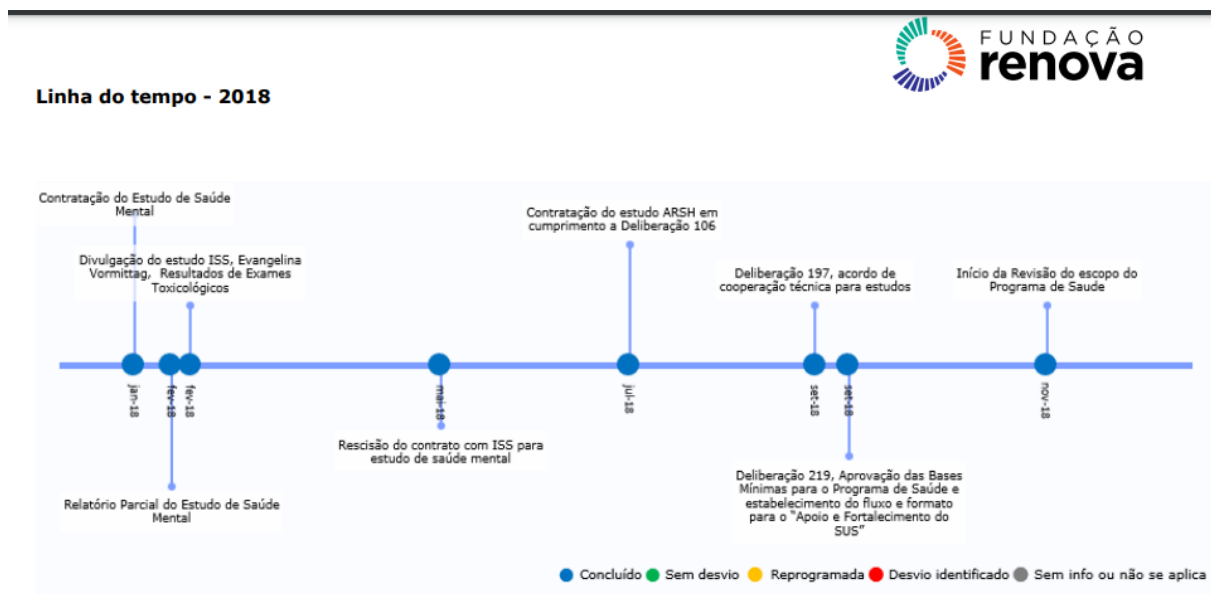 FUNDAÇÃO
renova
Linha do tempo - 2018
Contratação do Estudo de Saúde
Mental
Divulgação do estudo ISS, Evangelina
Vormittag, Resultados de Exames
Toxicológicos
Contratação do estudo ARSH em
cumprimento a Deliberação 106
Deliberação 197, acordo de
cooperação técnica para estudos
Início da Revisão do escopo do
Programa de Saude
jan-18
fev-18
fev-18
mai-18
jul-18
set-18
set-18
nov-18
Rescisão do contrato com ISS para
estudo de saúde mental
Relatório Parcial do Estudo de Saúde
Mental
Deliberação 219, Aprovação das Bases
Mínimas para o Programa de Saúde e
estabelecimento do fluxo e formato
para o "Apoio e Fortalecimento do
SUS"
Concluído Sem desvio Reprogramada Desvio identificado Sem info ou não se aplica